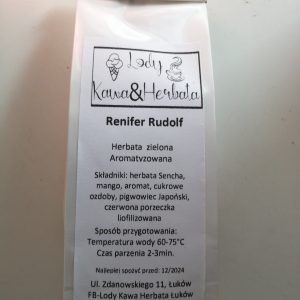 Lody
Kawa&Herbata
Renifer Rudolf
Herbata zielona
Aromatyzowana
Składniki: herbata Sencha,
mango, aromat, cukrowe
ozdoby, pigwowiec Japoński,
czerwona porzeczka
liofilizowana
Sposób przygotowania:
Temperatura wody 60-75°C
Czas parzenia 2-3min.
Najlepiej spożyć przed: 12/2024
Ul. Zdanowskiego 11, Łuków
FB-Lody Kawa Herbata Łuków